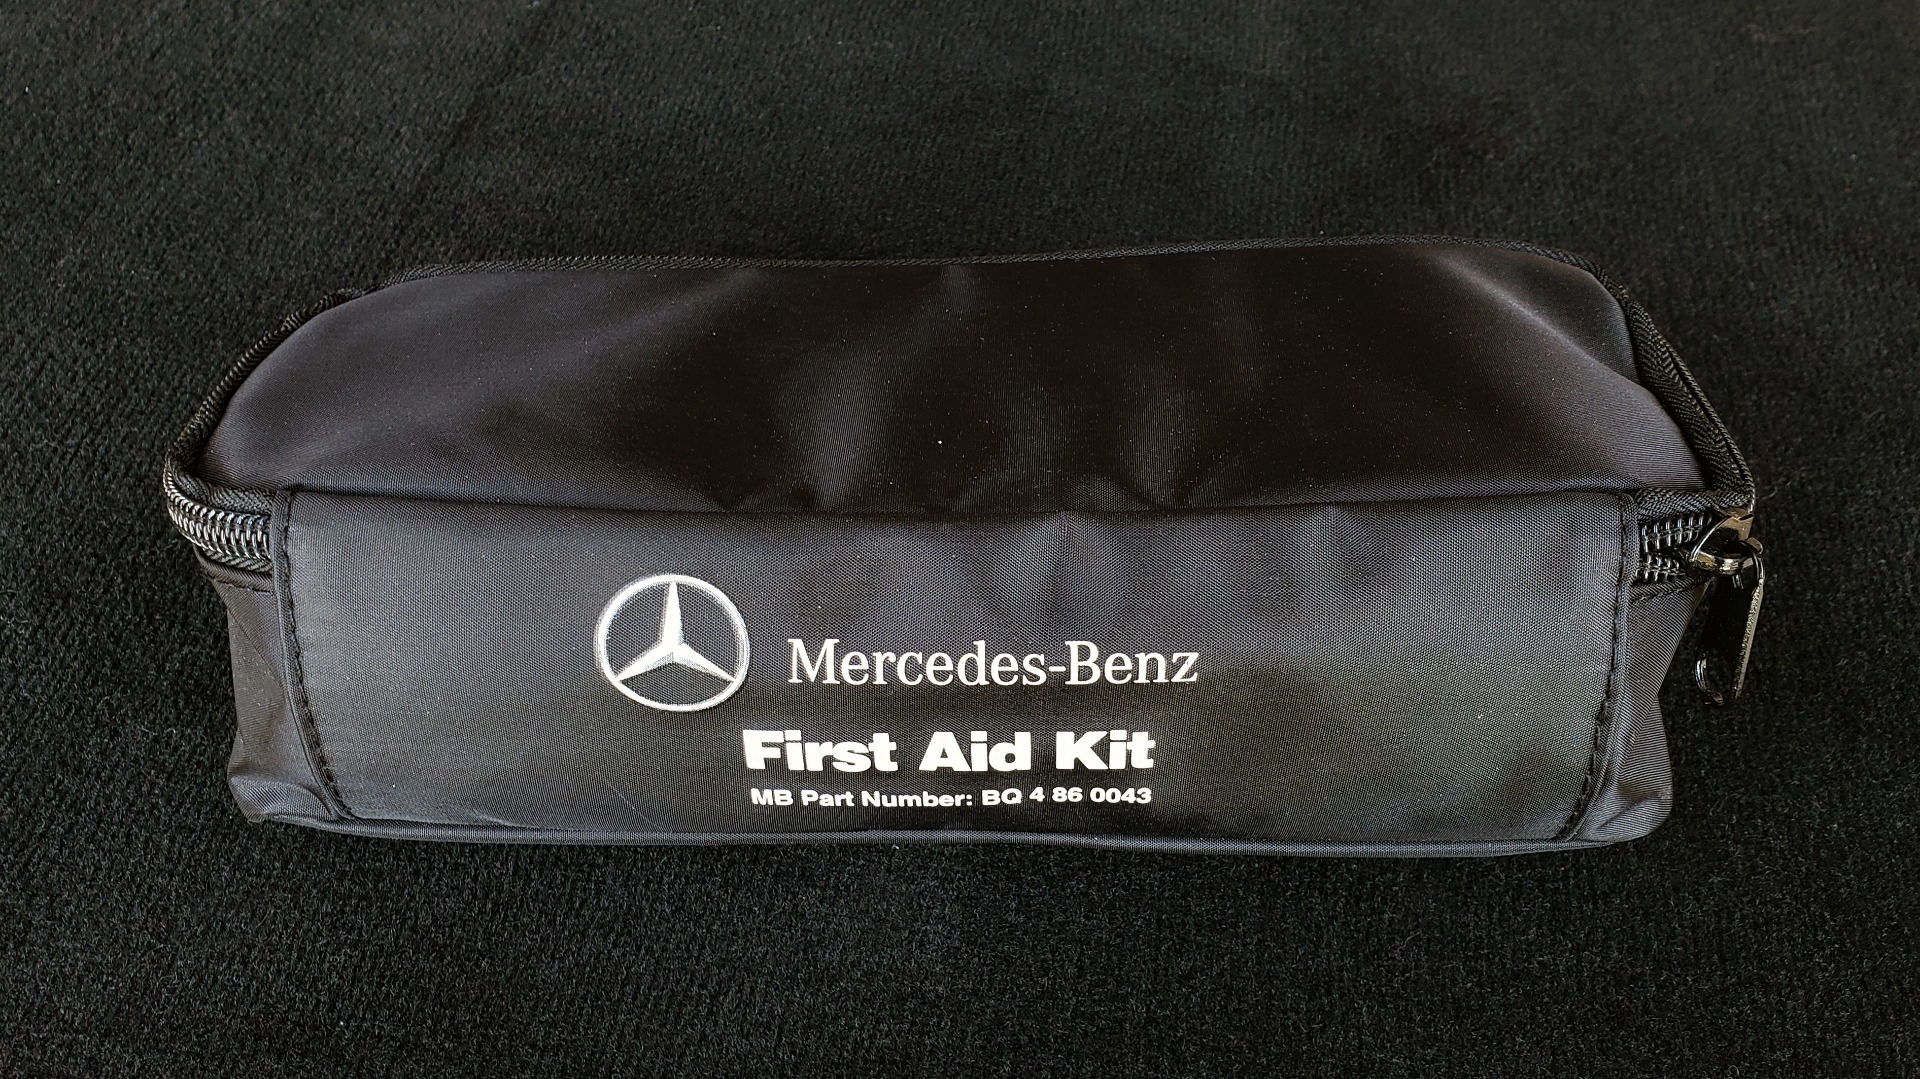 Mercedes-Benz
First Aid Kit
MB Part Number: BQ 4 86 0043